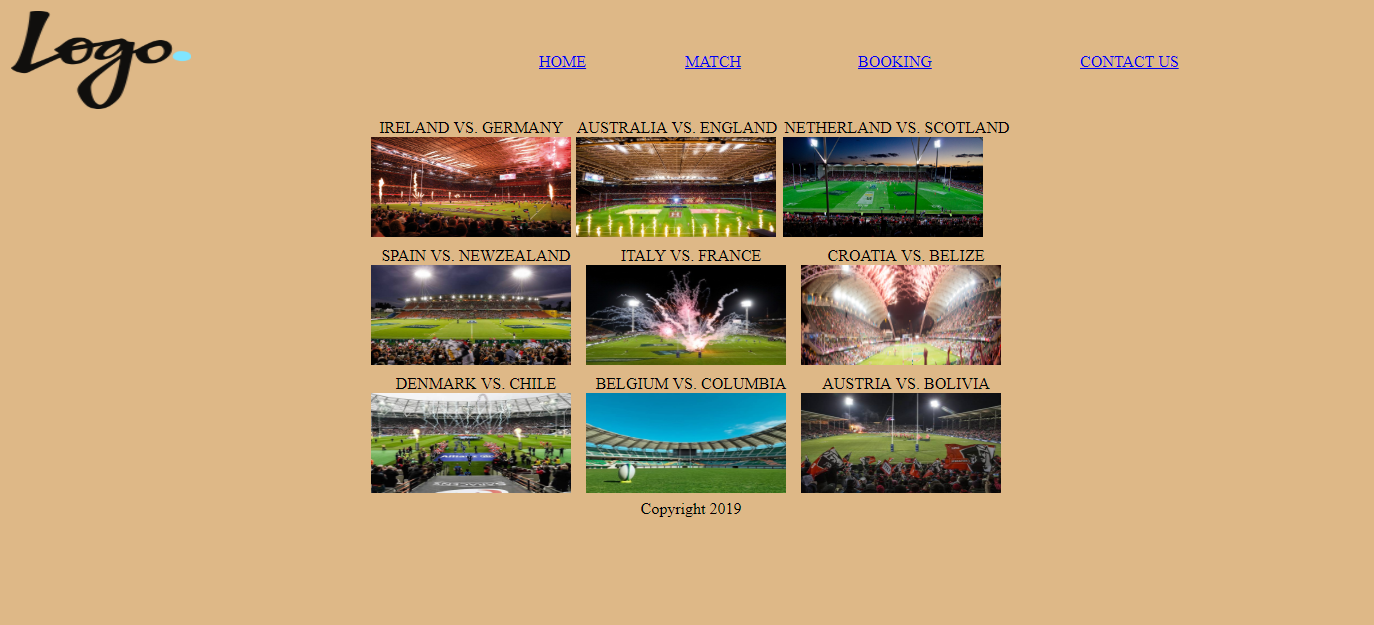 Logo
HOME MATCH BOOKING CONTACT US
IRELAND VS. GERMANY AUSTRALIA VS. ENGLAND NETHERLAND VS. SCOTLAND
SPAIN VS. NEWZEALAND ITALY VS. FRANCE CROATIA VS. BELIZE
DENMARK VS. CHILE BELGIUM VS. COLUMBIA AUSTRIA VS. BOLIVIA
SARACENS
Copyright 2019